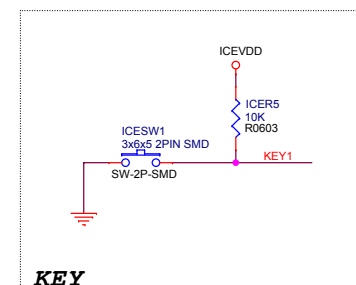 ICEVDD
ICER5
10K
R0603
ICESW1
3x6x5 2PIN SMD
KEY1
SW-2P-SMD
KEY